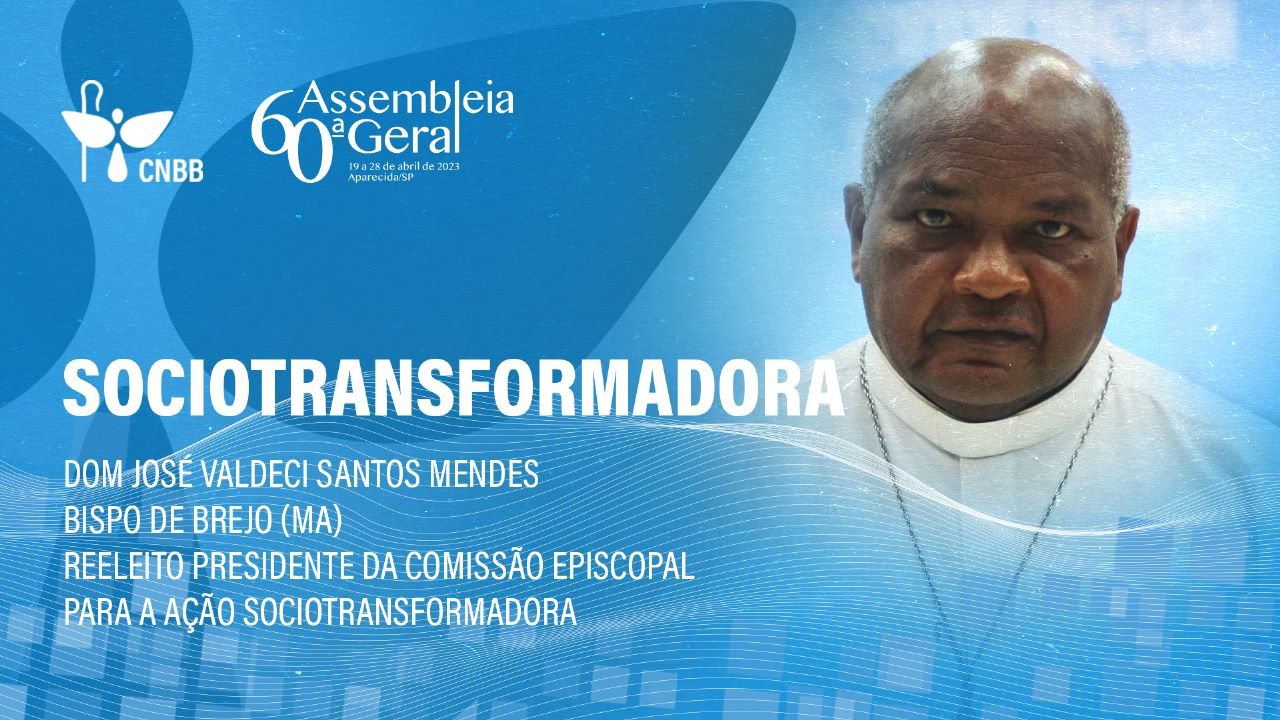 CNBB
60ª Assembleia Geral
19 a 28 de abril de 2023
Aparecida/SP
SOCIOTRANSFORMADORA
DOM JOSÉ VALDECI SANTOS MENDES
BISPO DE BREJO (MA)
REELEITO PRESIDENTE DA COMISSÃO EPISCOPAL
PARA A AÇÃO SOCIOTRANSFORMADORA